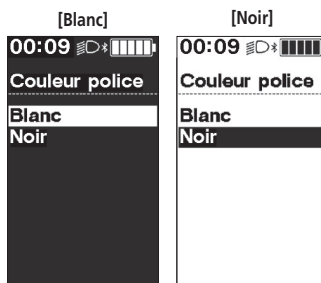 [Blanc]
00:09
Couleur police
Blanc
Noir
[Noir]
00:09
Couleur police
Blanc
Noir